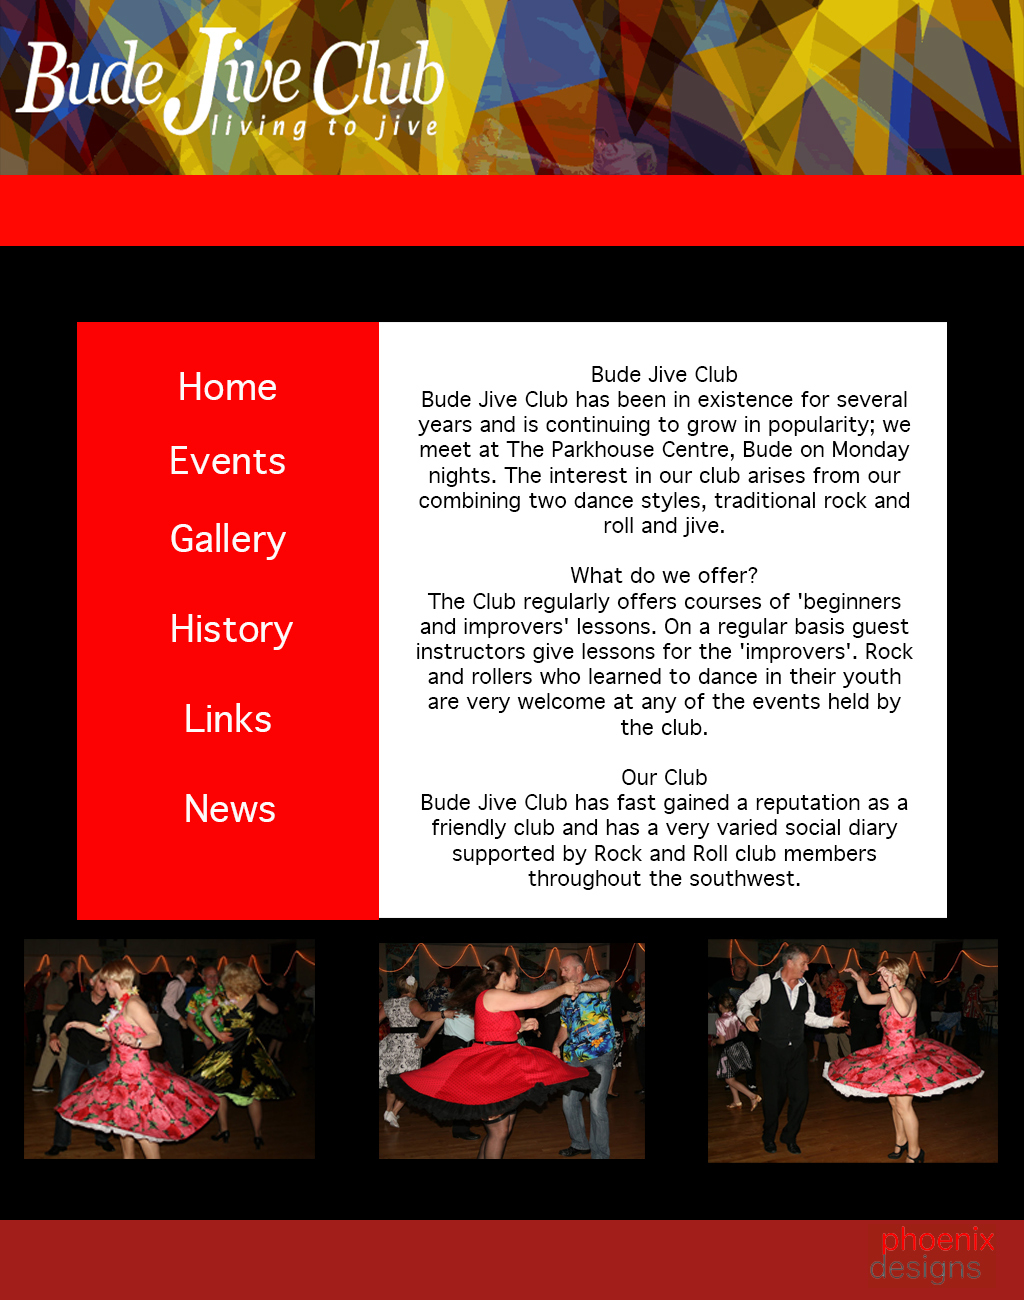 Bude Jive Club
living to jive
Home
Events
Gallery
History
Links
News
Bude Jive Club
Bude Jive Club has been in existence for several
years and is continuing to grow in popularity; we
meet at The Parkhouse Centre, Bude on Monday
nights. The interest in our club arises from our
combining two dance styles, traditional rock and
roll and jive.
What do we offer?
The Club regularly offers courses of 'beginners
and improvers' lessons. On a regular basis guest
instructors give lessons for the 'improvers'. Rock
and rollers who learned to dance in their youth
are very welcome at any of the events held by
the club.
Our Club
Bude Jive Club has fast gained a reputation as a
friendly club and has a very varied social diary
supported by Rock and Roll club members
throughout the southwest.
phoenix
designs